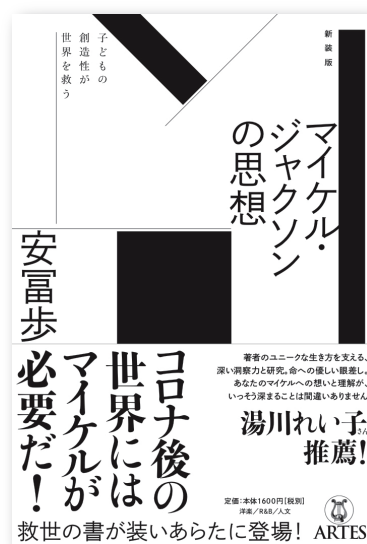 新装版
マイケル・
ジャクソン
の思想
子どもの
創造性が
世界を救う
安冨歩
コロナ後の
世界には
マイケルが
必要だ!
著者のユニークな生き方を支える、
深い洞察力と研究。命への優しい眼差し。
あなたのマイケルへの想いと理解が、
いっそう深まることは間違いありません
湯川れい子さん
推薦!
定価:本体1600円[税別]
洋楽/R&B/人文
救世の書が装いあらたに登場! ARTES